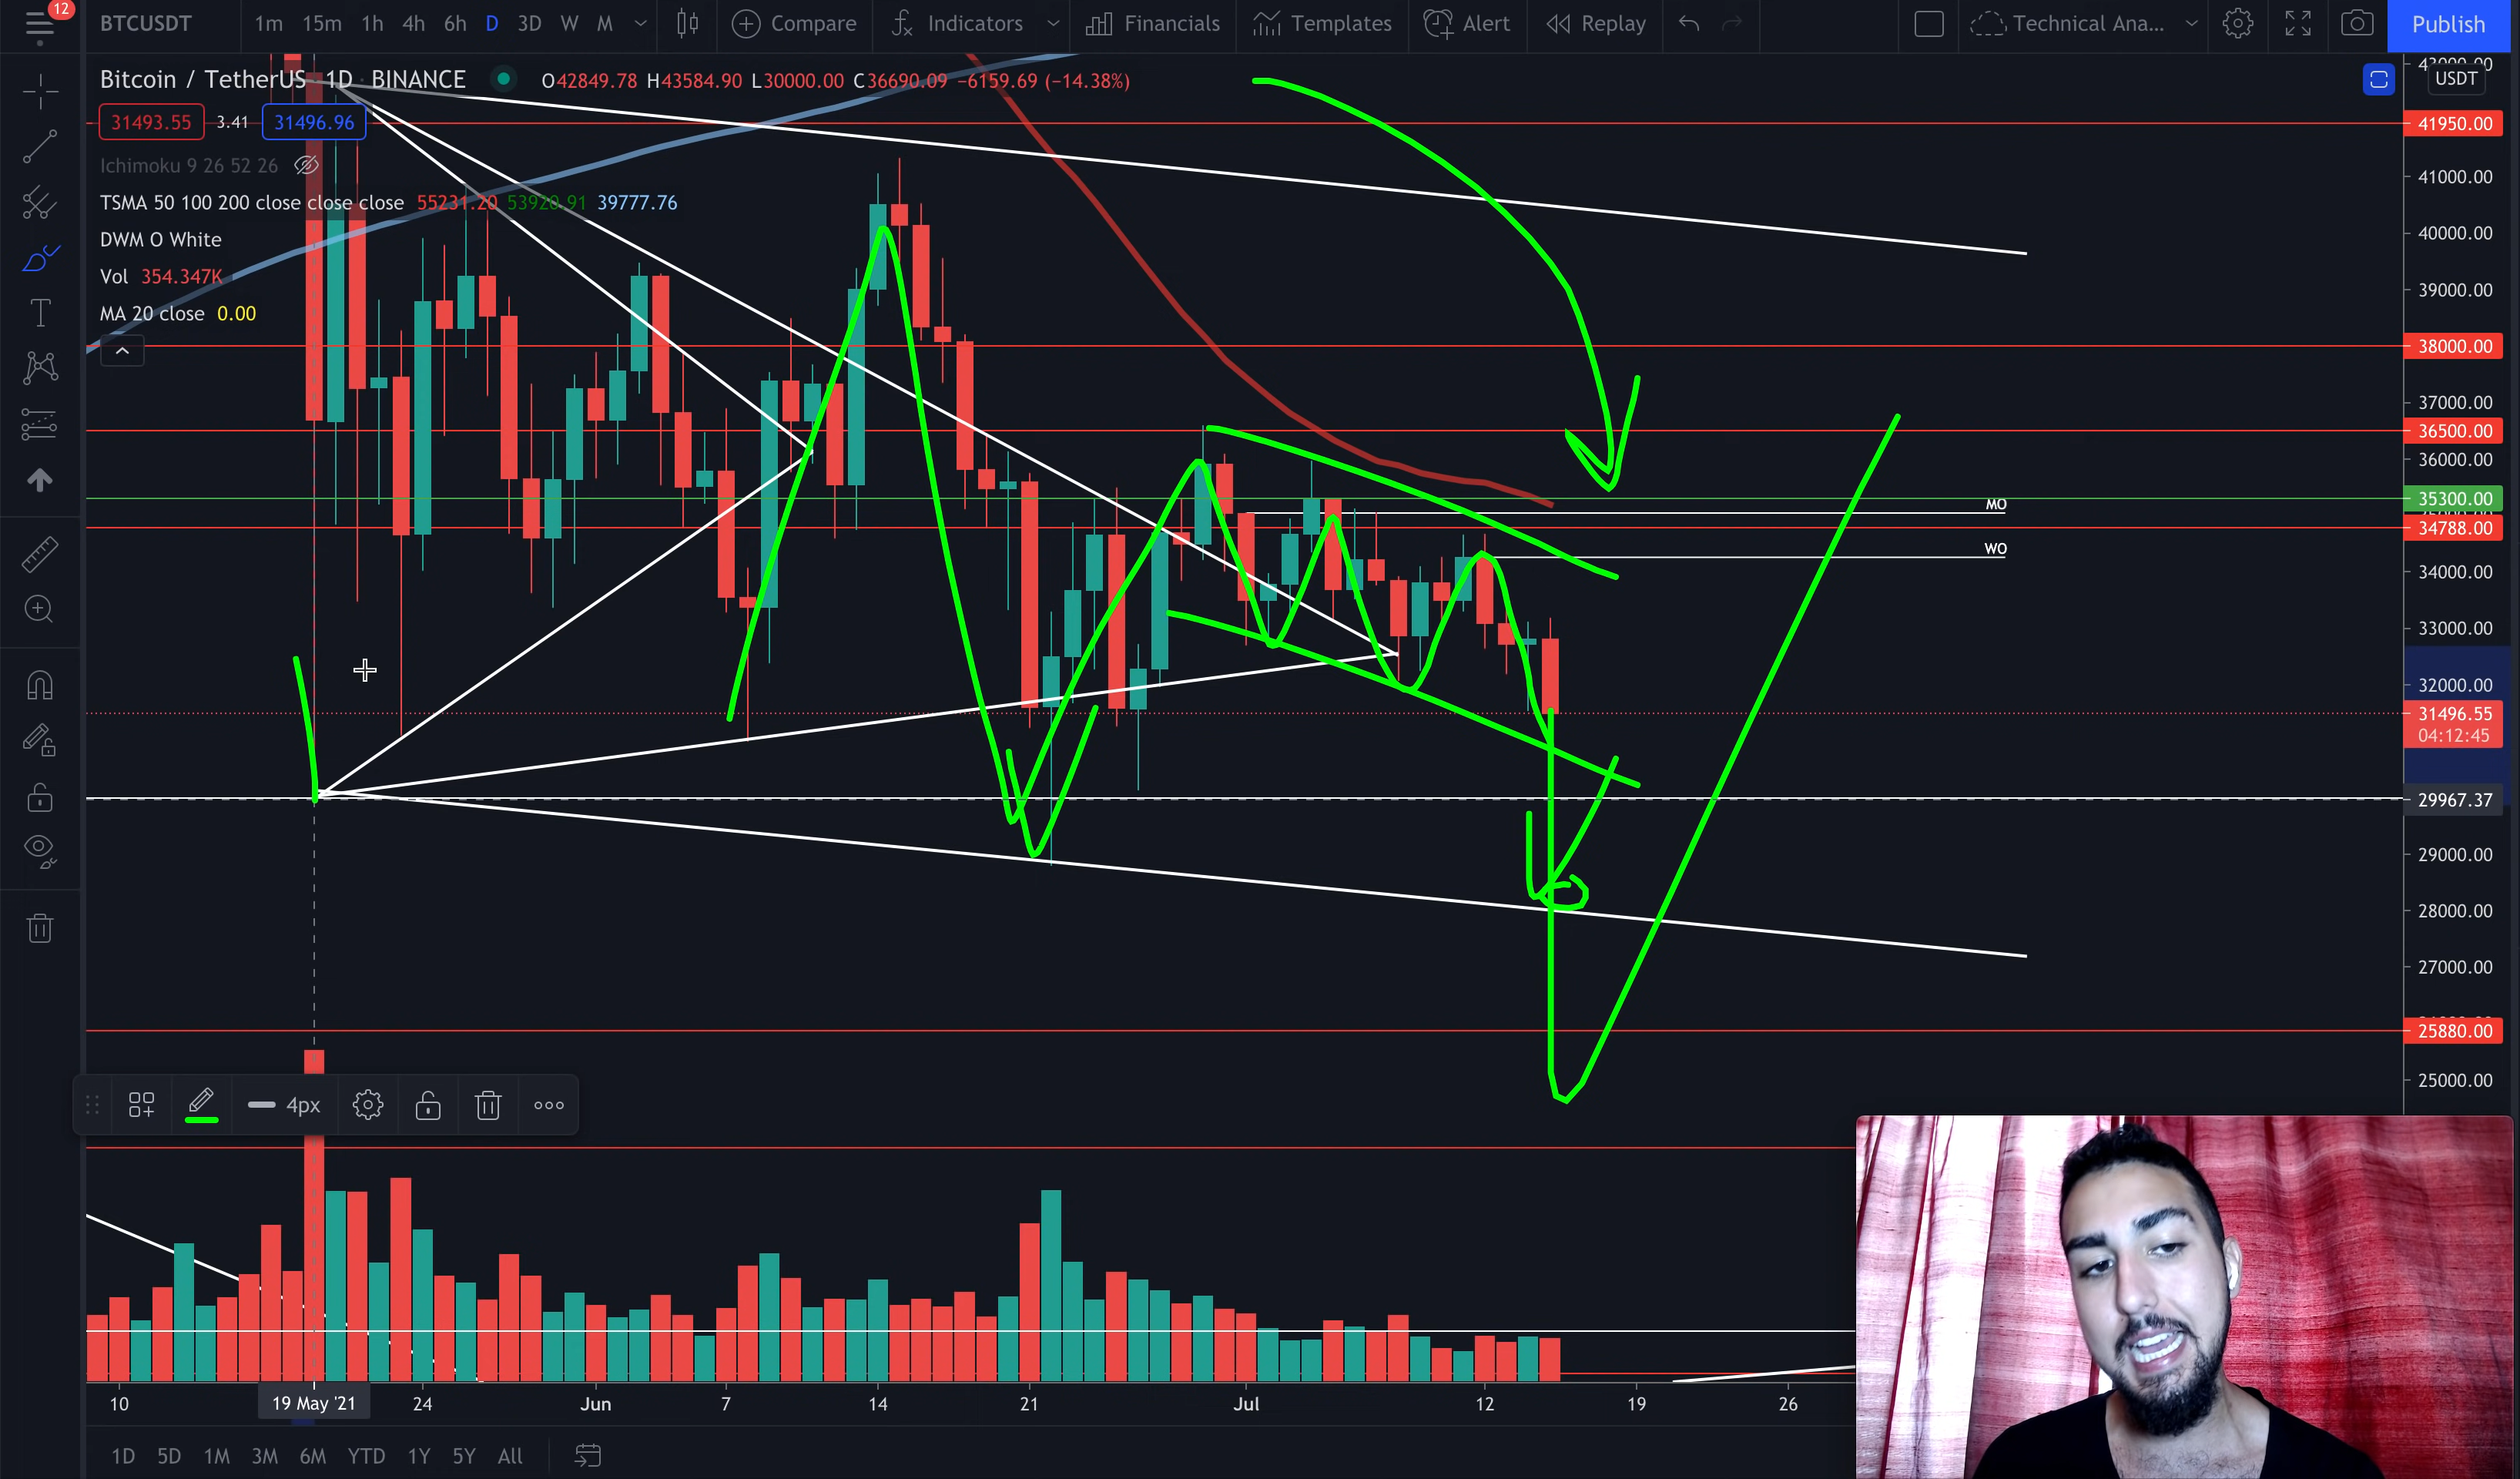 12
BTCUSDT 1m 15m 1h 4h 6h D 3D W M Compare Indicators Financials Templates Alert Replay Technical Ana... Publish
Bitcoin / TetherUS 1D BINANCE O42849.78 H43584.90 L30000.00 C36690.09 −6159.69 (−14.38%)
31493.55 3.41 31496.96
Ichimoku 9 26 52 26
TSMA 50 100 200 close close close 55231.20 53920.91 39777.76
DWM O White
Vol 354.347K
MA 20 close 0.00
USDT
41950.00
41000.00
40000.00
39000.00
38000.00
37000.00
36500.00
36000.00
35300.00
MO
34788.00
WO
34000.00
33000.00
32000.00
31496.55
04:12:45
29967.37
29000.00
28000.00
27000.00
25880.00
25000.00
4px
10 19 May '21 24 Jun 7 14 21 Jul 12 19 26
1D 5D 1M 3M 6M YTD 1Y 5Y All